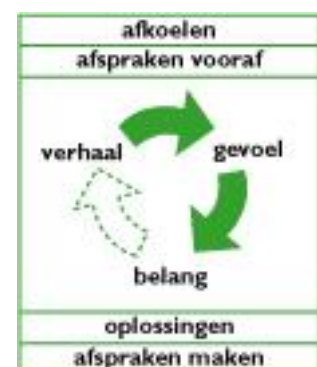 afkoelen
afspraken vooraf
verhaal gevoel
belang
oplossingen
afspraken maken